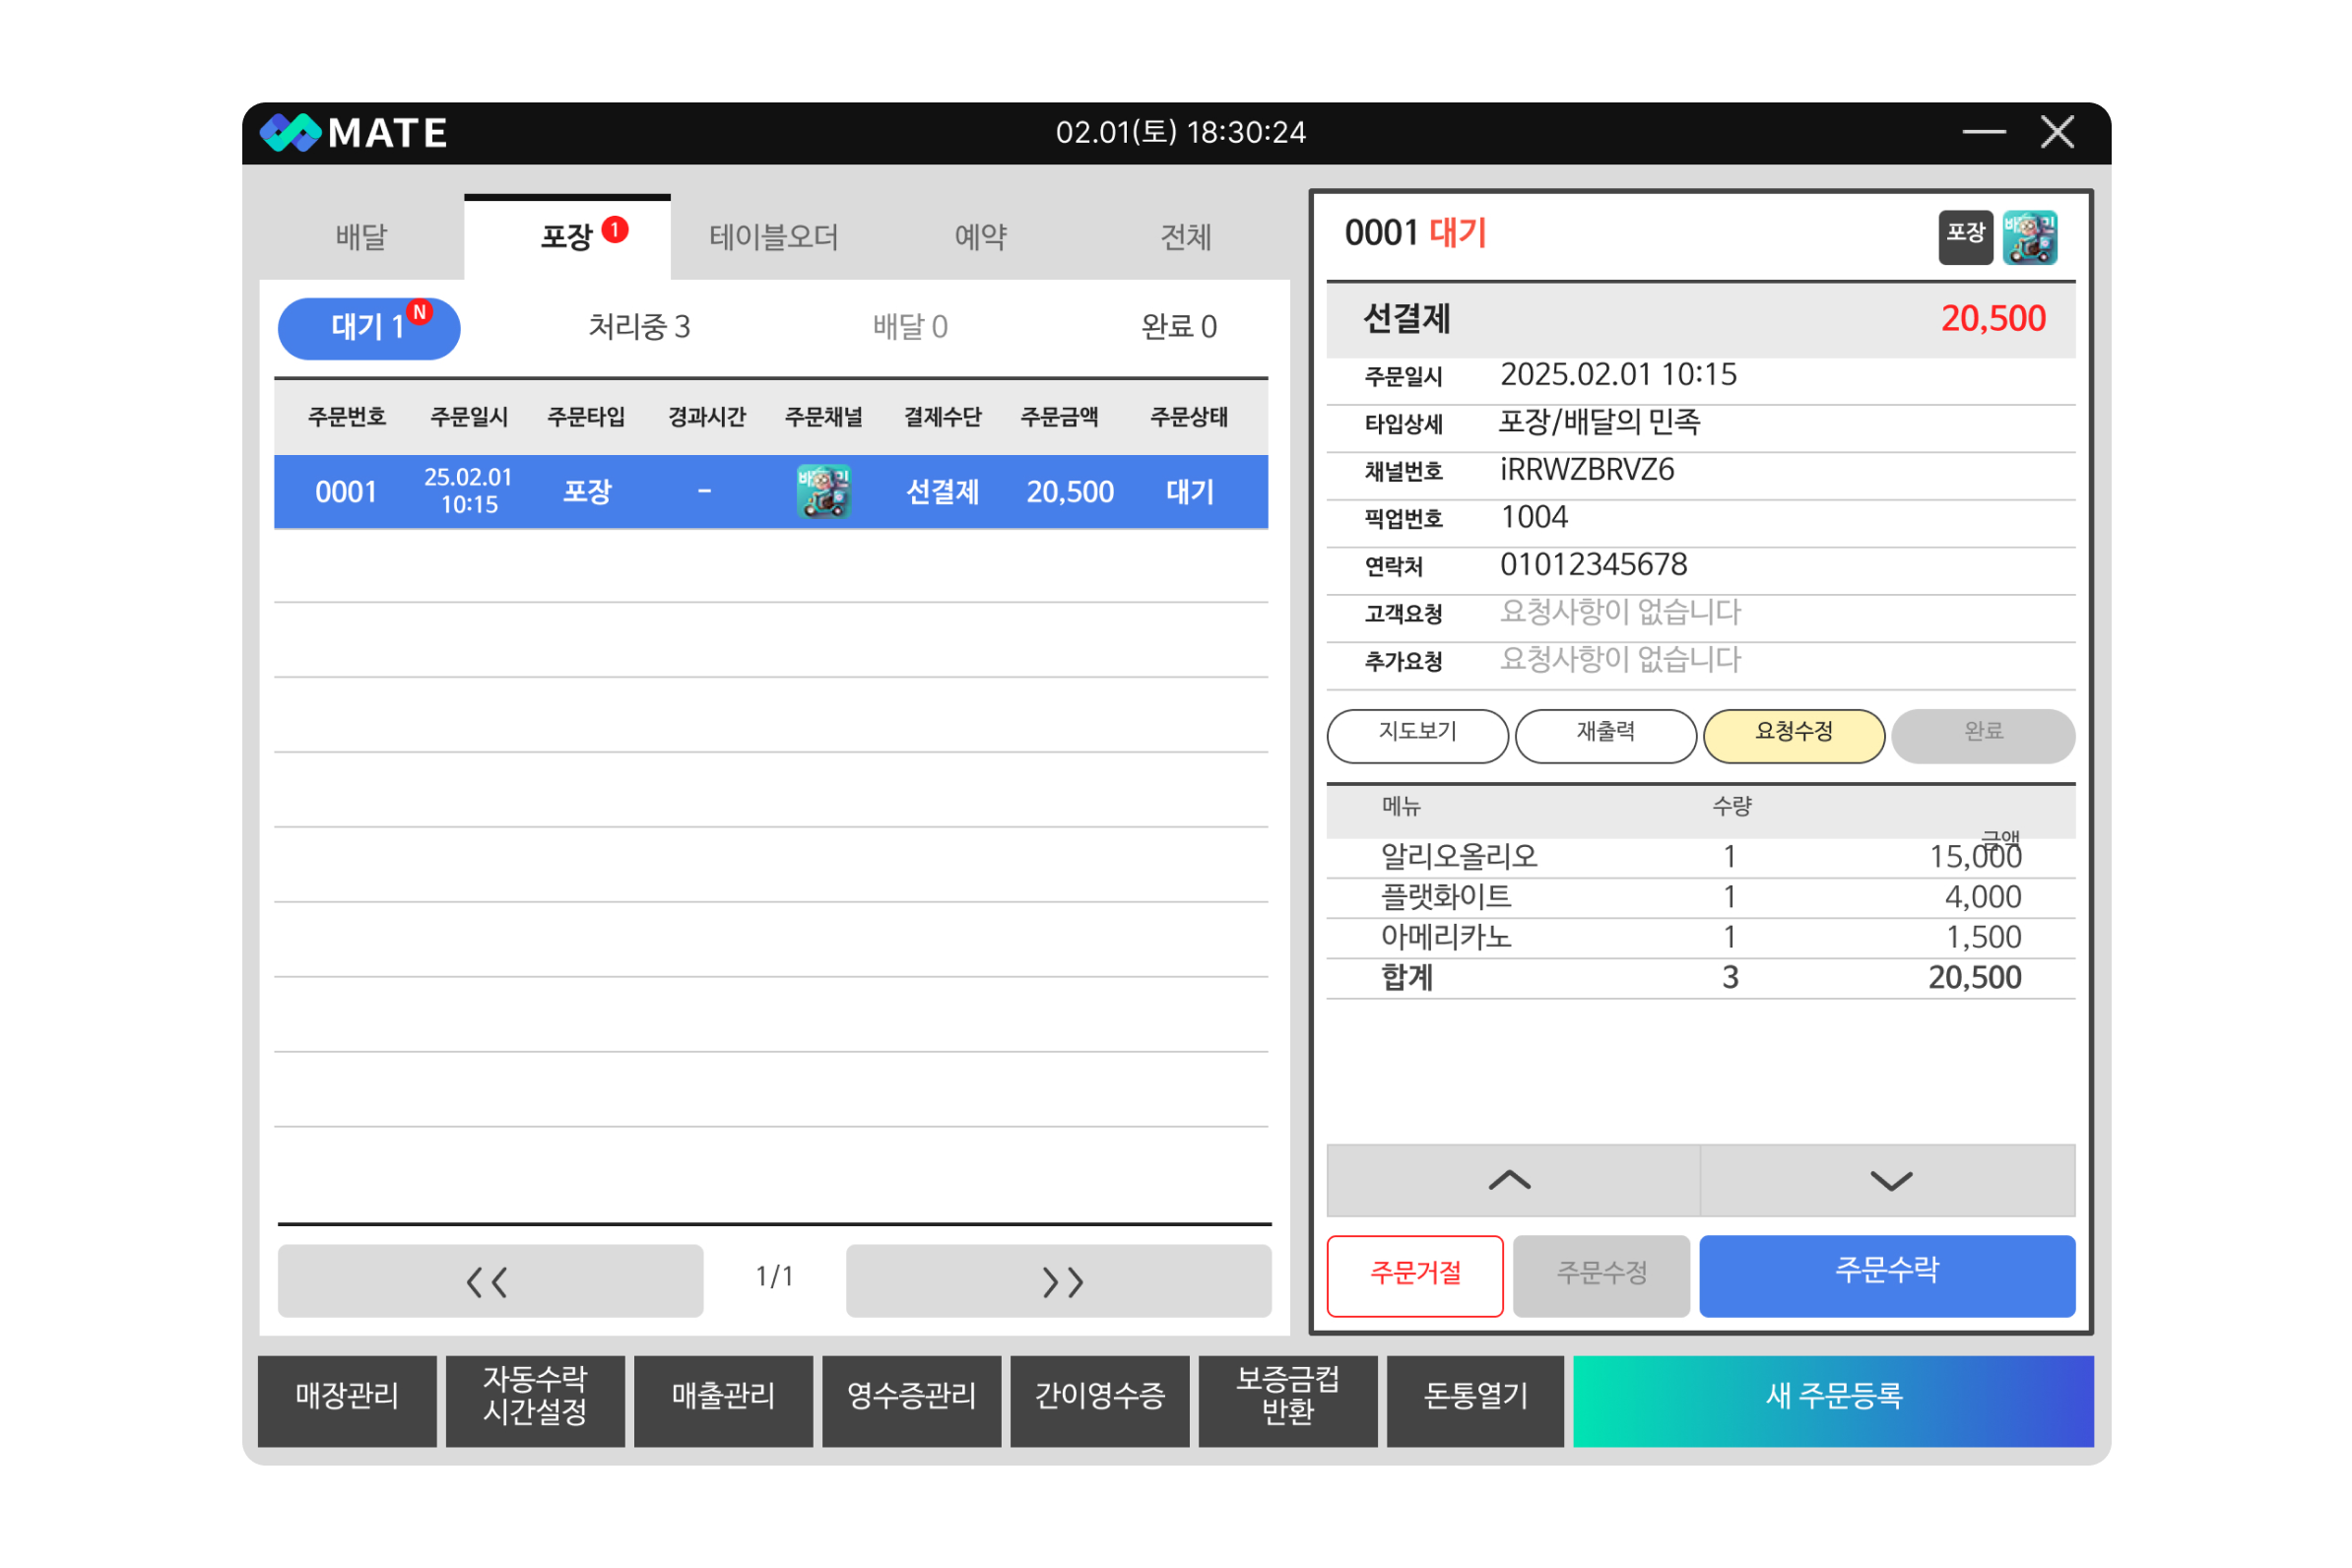 MATE
02.01(토) 18:30:24
배달 포장 1 테이블오더 예약 전체
대기 1 N 처리중 3 배달 0 완료 0
주문번호 주문일시 주문타입 경과시간 주문채널 결제수단 주문금액 주문상태
0001 25.02.01 10:15 포장 - 배민 선결제 20,500 대기
<< 1/1 >>
0001 대기 포장 배민
선결제 20,500
주문일시 2025.02.01 10:15
타입상세 포장/배달의 민족
채널번호 iRRWZBRVZ6
픽업번호 1004
연락처 01012345678
고객요청 요청사항이 없습니다
추가요청 요청사항이 없습니다
지도보기 재출력 요청수정 완료
메뉴 수량 금액
알리오올리오 1 15,000
플랫화이트 1 4,000
아메리카노 1 1,500
합계 3 20,500
주문거절 주문수정 주문수락
매장관리
자동수락
시간설정
매출관리
영수증관리
간이영수증
보증금컵
반환
돈통열기
새 주문등록